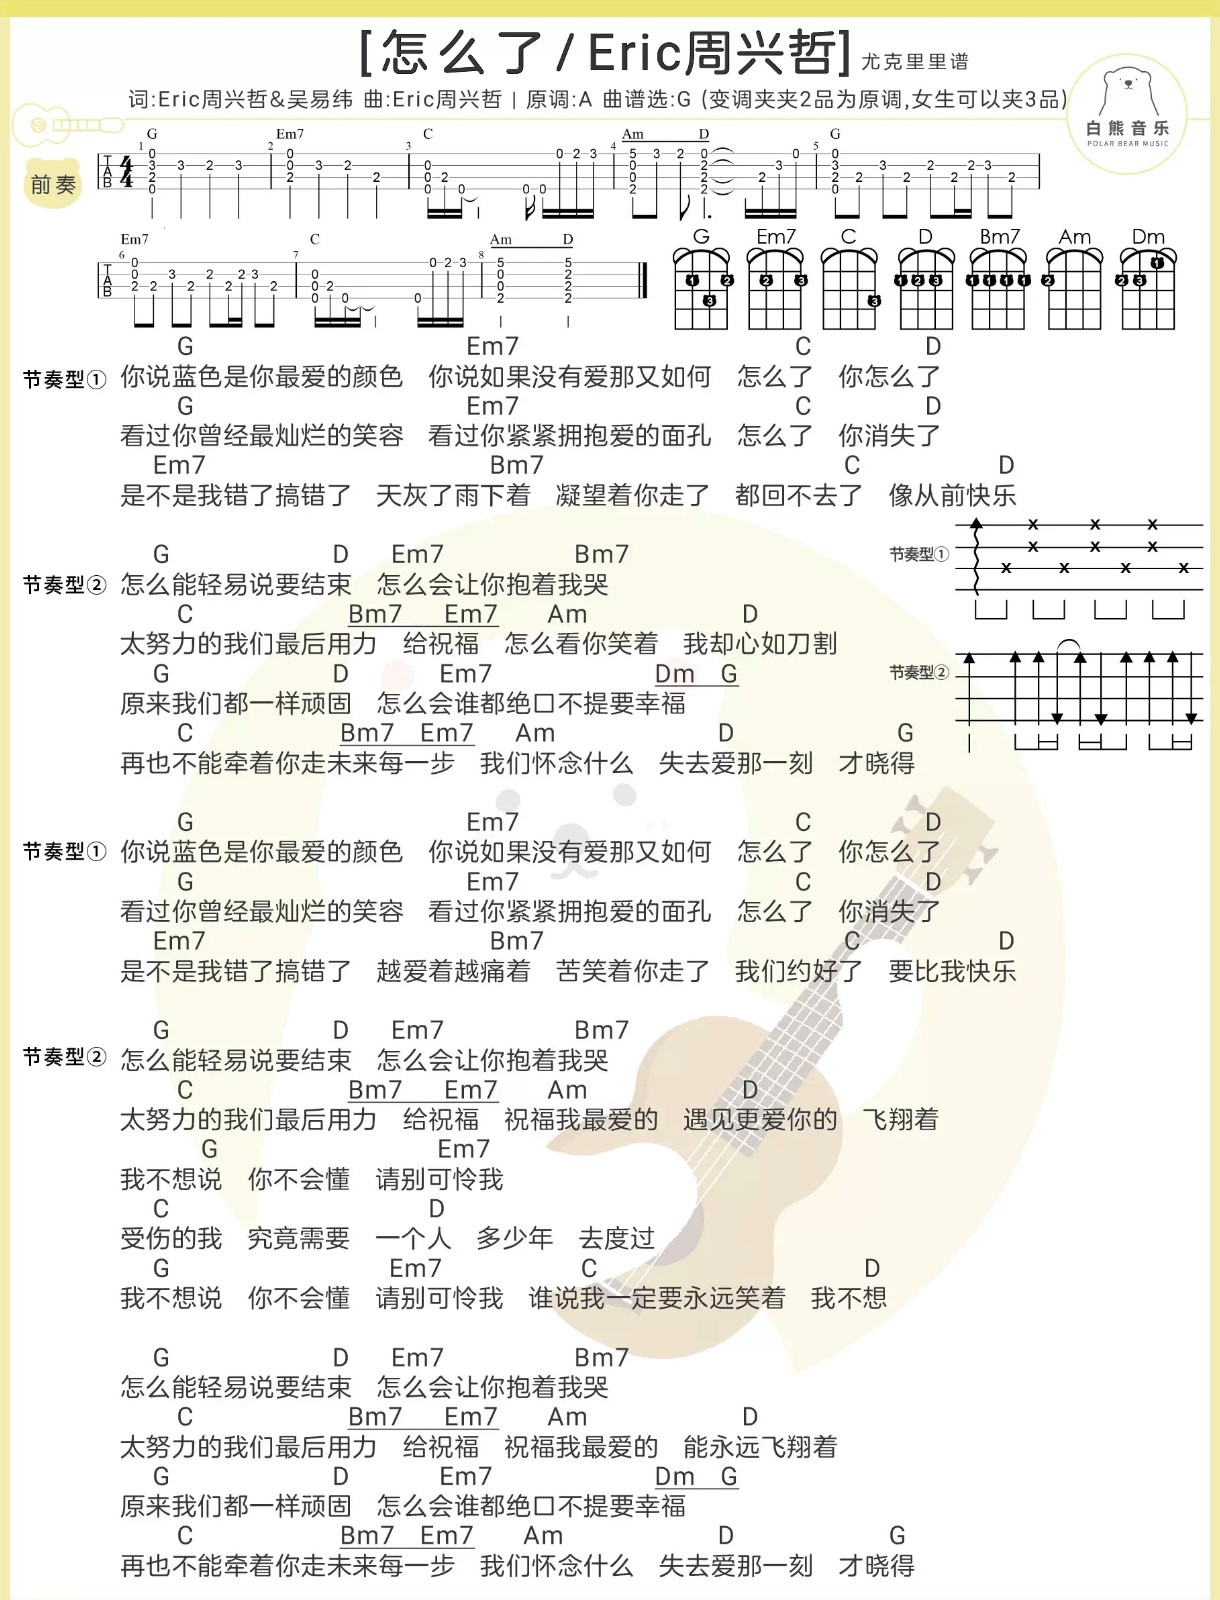 [怎么了/Eric周兴哲]尤克里里谱
词:Eric周兴哲&吴易纬 曲:Eric周兴哲 | 原调:A 曲谱选:G (变调夹夹2品为原调,女生可以夹3品)
白熊音乐
POLAR BEAR MUSIC
前奏
G Em7 C Am D G
Em7 C Am D
G Em7 C D Bm7 Am Dm
G Em7 C D
节奏型① 你说蓝色是你最爱的颜色 你说如果没有爱那又如何 怎么了 你怎么了
G Em7 C D
看过你曾经最灿烂的笑容 看过你紧紧拥抱爱的面孔 怎么了 你消失了
Em7 Bm7 C D
是不是我错了搞错了 天灰了雨下着 凝望着你走了 都回不去了 像从前快乐
节奏型①
G D Em7 Bm7
节奏型② 怎么能轻易说要结束 怎么会让你抱着我哭
C Bm7 Em7 Am D
太努力的我们最后用力 给祝福 怎么看你笑着 我却心如刀割
节奏型②
G D Em7 Dm G
原来我们都一样顽固 怎么会谁都绝口不提要幸福
C Bm7 Em7 Am D G
再也不能牵着你走未来每一步 我们怀念什么 失去爱那一刻 才晓得
G Em7 C D
节奏型① 你说蓝色是你最爱的颜色 你说如果没有爱那又如何 怎么了 你怎么了
G Em7 C D
看过你曾经最灿烂的笑容 看过你紧紧拥抱爱的面孔 怎么了 你消失了
Em7 Bm7 C D
是不是我错了搞错了 越爱着越痛着 苦笑着你走了 我们约好了 要比我快乐
G D Em7 Bm7
节奏型② 怎么能轻易说要结束 怎么会让你抱着我哭
C Bm7 Em7 Am D
太努力的我们最后用力 给祝福 祝福我最爱的 遇见更爱你的 飞翔着
G Em7
我不想说 你不会懂 请别可怜我
C D
受伤的我 究竟需要 一个人 多少年 去度过
G Em7 C D
我不想说 你不会懂 请别可怜我 谁说我一定要永远笑着 我不想
G D Em7 Bm7
怎么能轻易说要结束 怎么会让你抱着我哭
C Bm7 Em7 Am D
太努力的我们最后用力 给祝福 祝福我最爱的 能永远飞翔着
G D Em7 Dm G
原来我们都一样顽固 怎么会谁都绝口不提要幸福
C Bm7 Em7 Am D G
再也不能牵着你走未来每一步 我们怀念什么 失去爱那一刻 才晓得